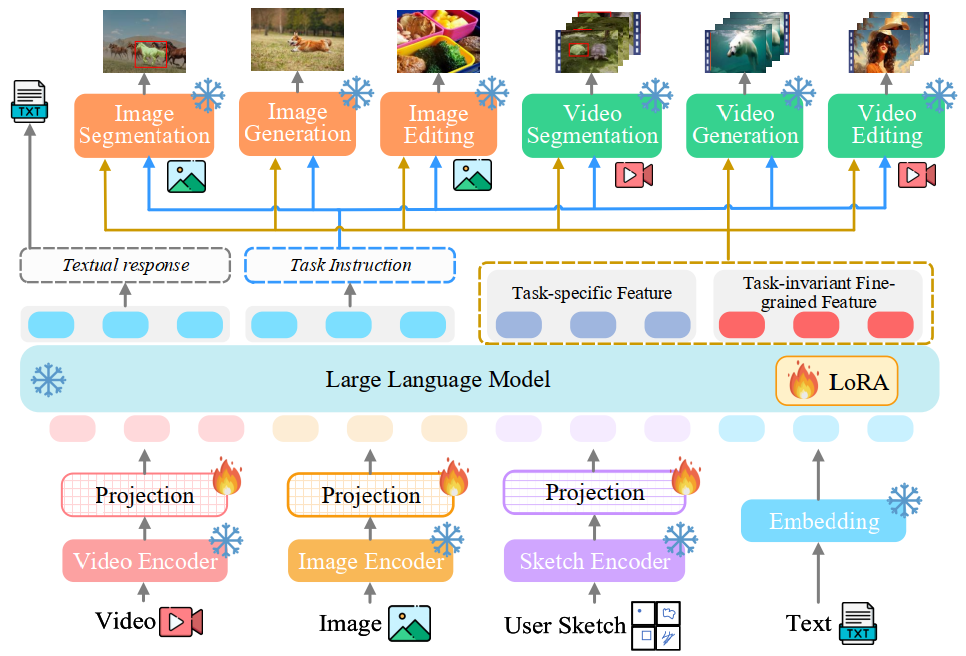 TXT
Image
Segmentation
Image
Generation
Image
Editing
Video
Segmentation
Video
Generation
Video
Editing
Textual response
Task Instruction
Task-specific Feature
Task-invariant Fine-
grained Feature
Large Language Model
LoRA
Projection
Projection
Projection
Embedding
Video Encoder
Image Encoder
Sketch Encoder
Video
Image
User Sketch
Text
TXT